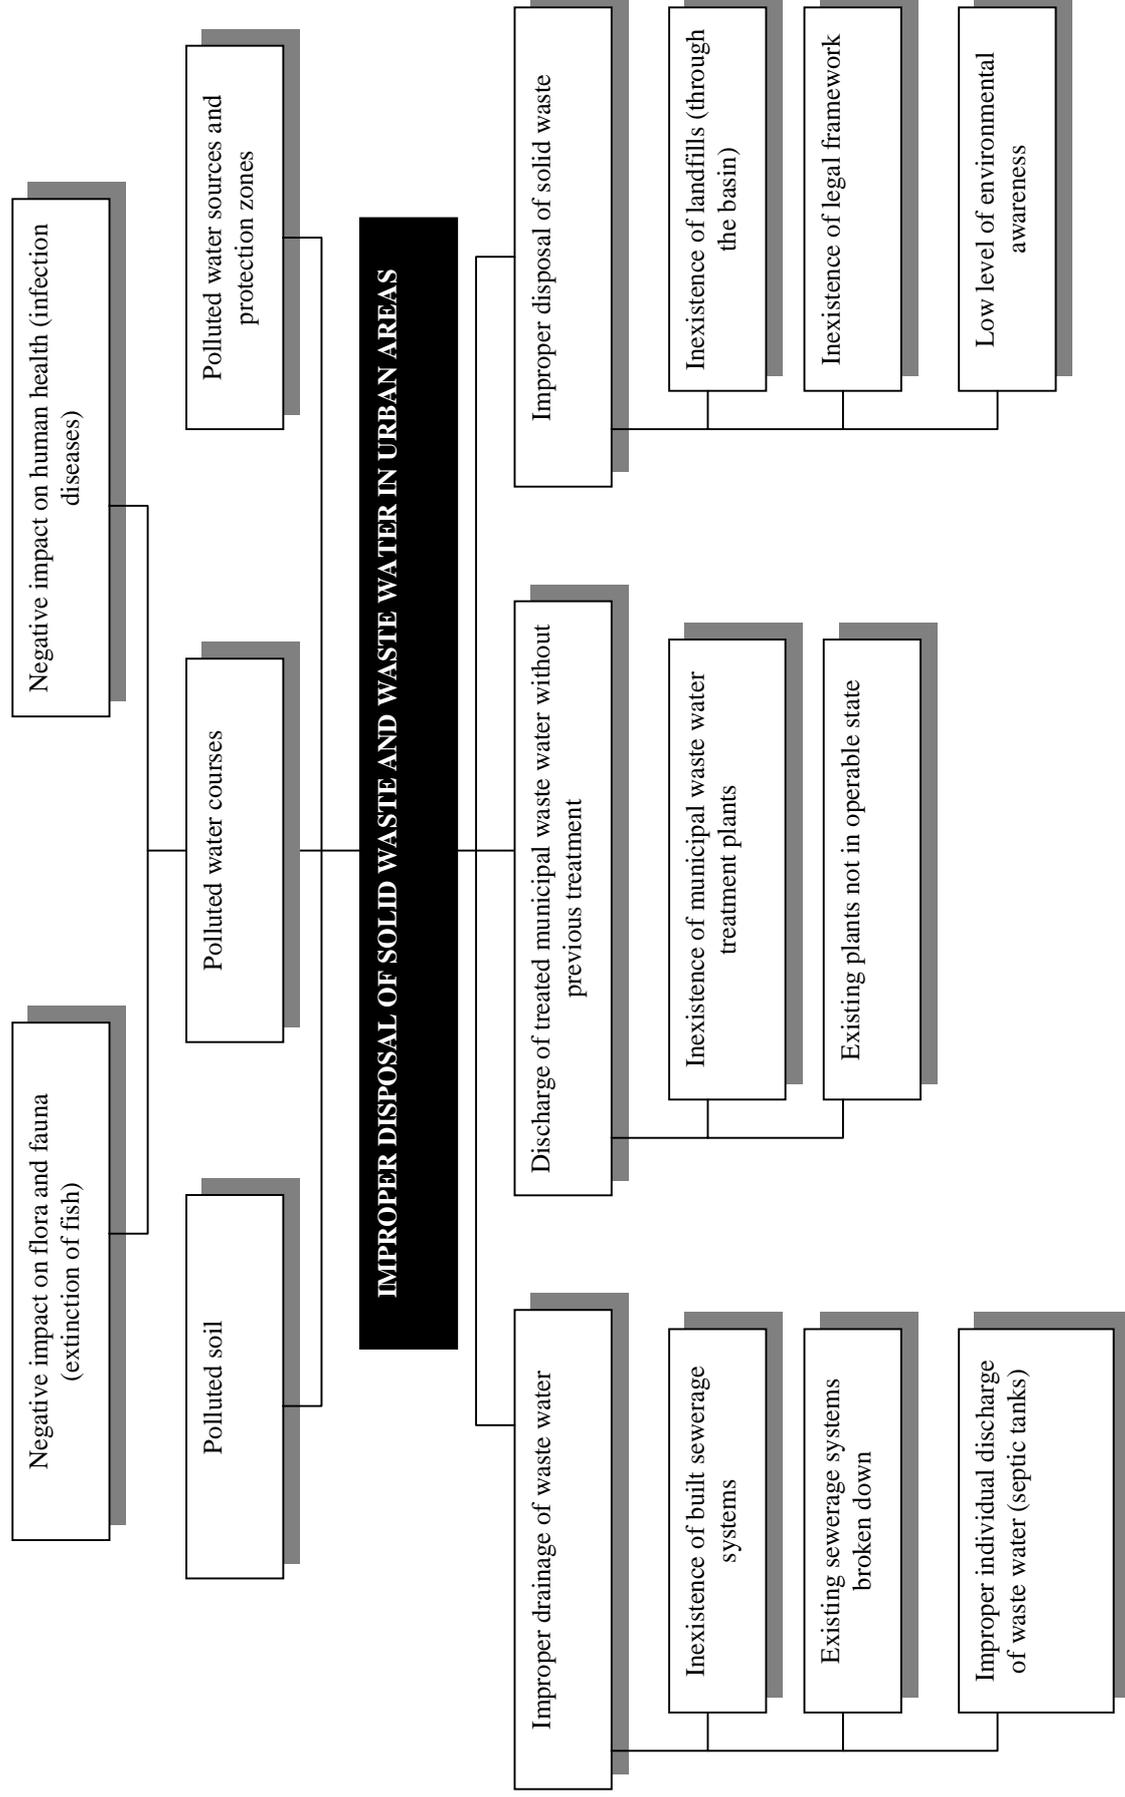 Negative impact on flora and fauna
(extinction of fish)
Negative impact on human health (infection
diseases)
Polluted soil
Polluted water courses
Polluted water sources and
protection zones
IMPROPER DISPOSAL OF SOLID WASTE AND WASTE WATER IN URBAN AREAS
Improper drainage of waste water
Inexistence of built sewerage
systems
Existing sewerage systems
broken down
Improper individual discharge
of waste water (septic tanks)
Discharge of treated municipal waste water without
previous treatment
Inexistence of municipal waste water
treatment plants
Existing plants not in operable state
Improper disposal of solid waste
Inexistence of landfills (through
the basin)
Inexistence of legal framework
Low level of environmental
awareness